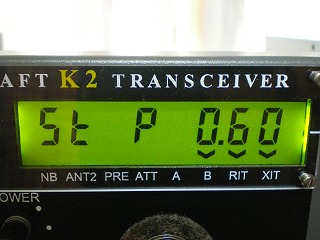 AFT K2 TRANSCEIVER
St P 0.60
NB ANT2 PRE ATT A B RIT XIT
OWER